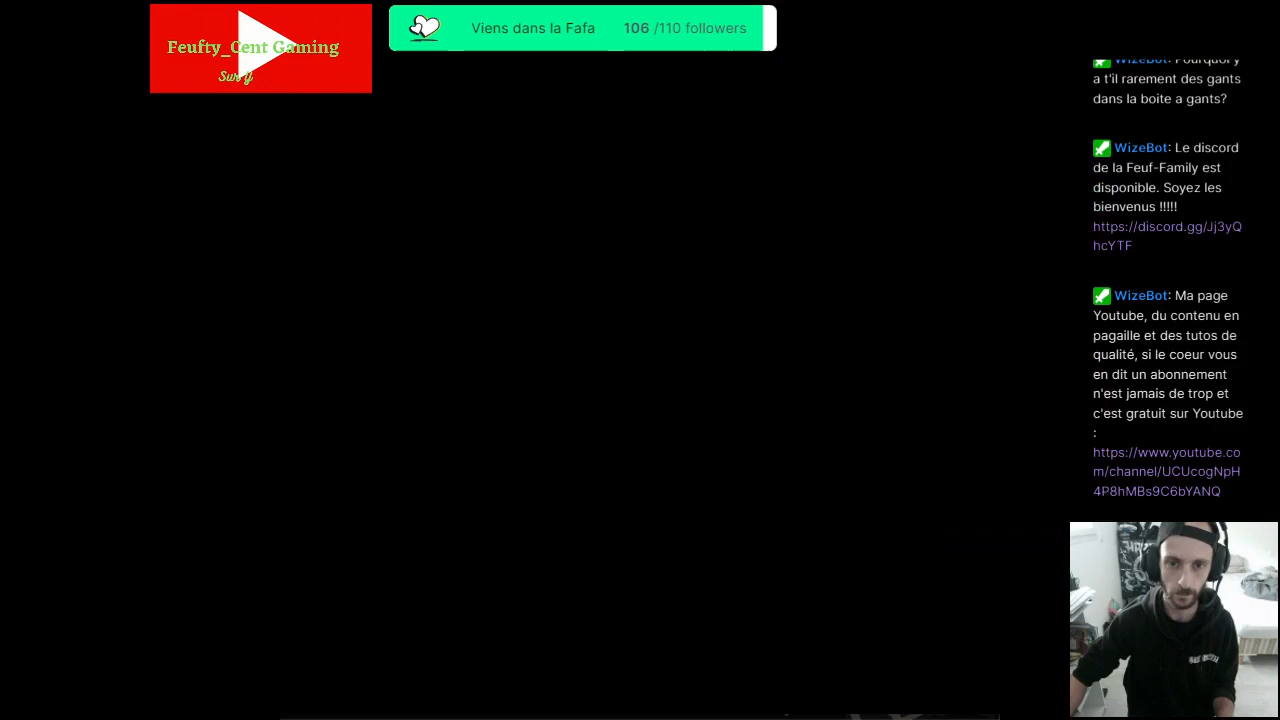 Feufty_Cent Gaming
Sur
Viens dans la Fafa 106 /110 followers
WizeBot: Pourquoi y
a t'il rarement des gants
dans la boite a gants?
WizeBot: Le discord
de la Feuf-Family est
disponible. Soyez les
bienvenus !!!!!
https://discord.gg/Jj3yQ
hcYTF
WizeBot: Ma page
Youtube, du contenu en
pagaille et des tutos de
qualité, si le coeur vous
en dit un abonnement
n'est jamais de trop et
c'est gratuit sur Youtube
:
https://www.youtube.co
m/channel/UCUcogNpH
4P8hMBs9C6bYANQ